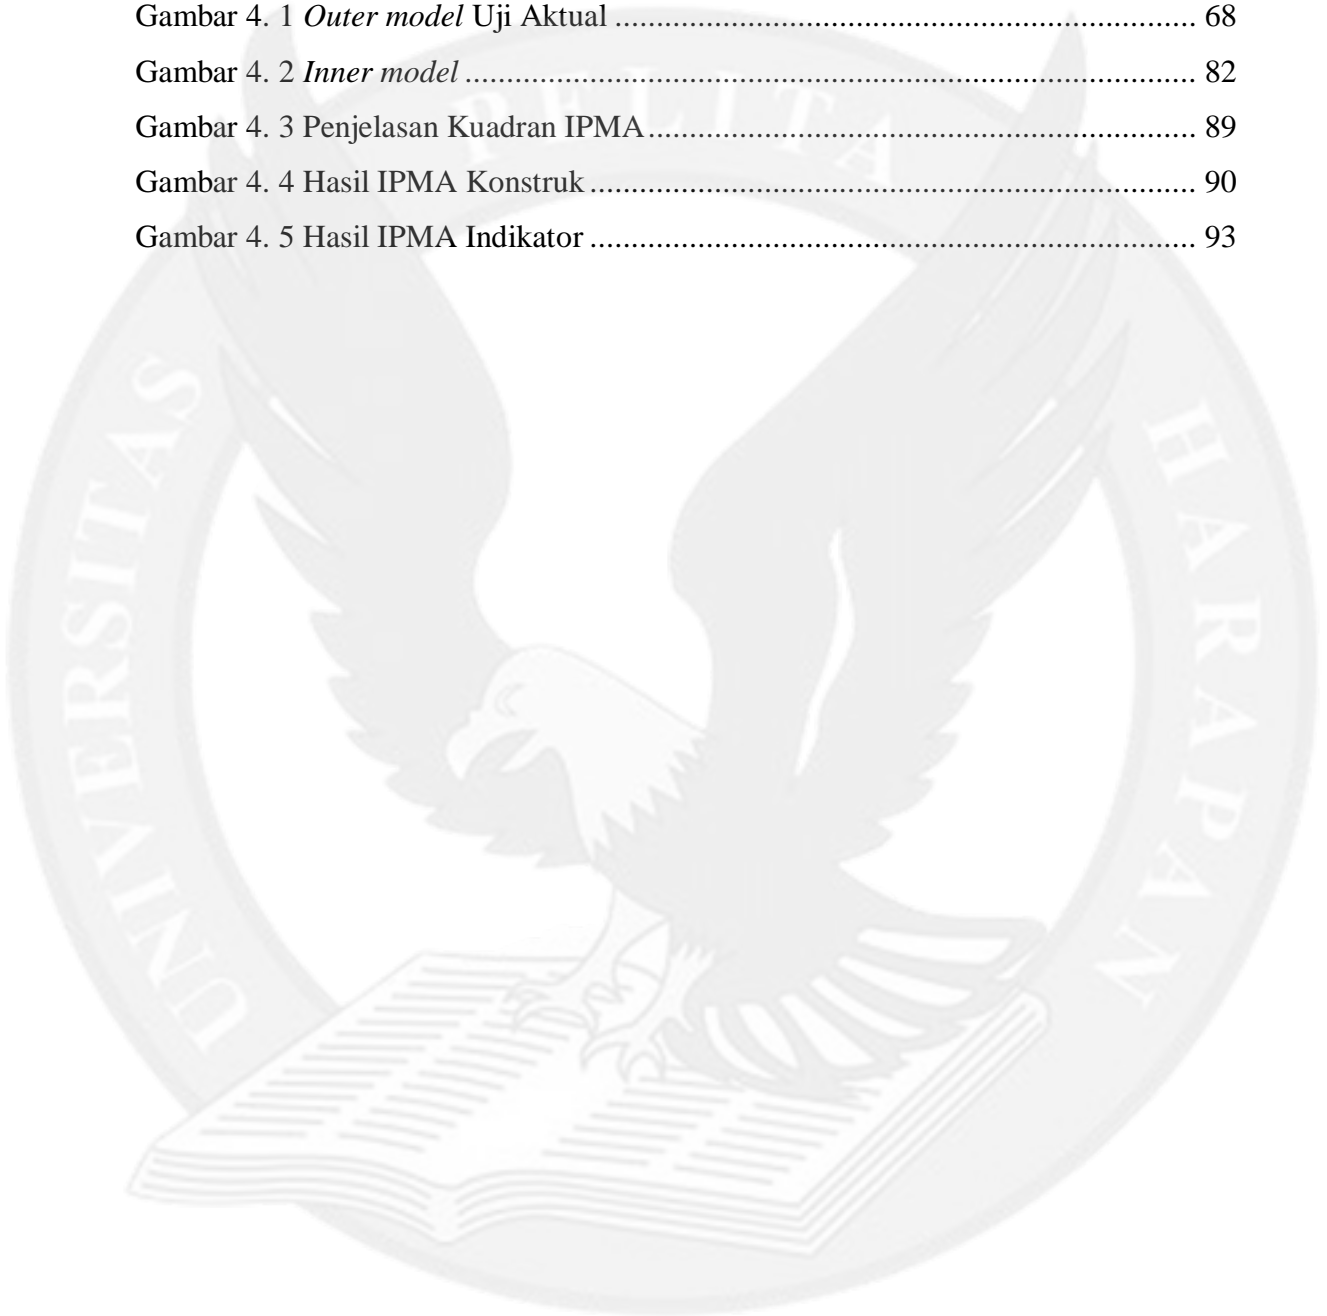 Gambar 4. 1 Outer model Uji Aktual ........................................................................ 68
Gambar 4. 2 Inner model .......................................................................................... 82
Gambar 4. 3 Penjelasan Kuadran IPMA.................................................................... 89
Gambar 4. 4 Hasil IPMA Konstruk ........................................................................... 90
Gambar 4. 5 Hasil IPMA Indikator ........................................................................... 93
UNIVERSITAS PELITA HARAPAN